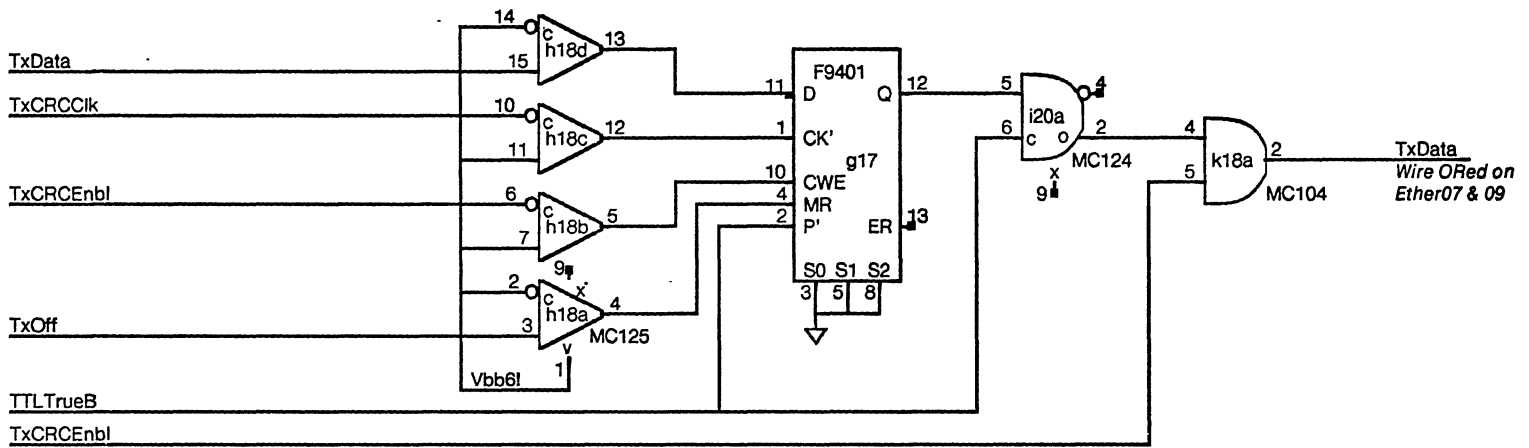 14
c
h18d
13
TxData
15
TxCRCClk
10
c
h18c
12
11
TxCRCEnbl
6
c
h18b
5
7
9
x
2
c
h18a
4
TxOff
3
MC125
v
1
Vbb6!
TTLTrueB
TxCRCEnbl
F9401
11
D
Q
12
1
CK'
g17
10
CWE
4
MR
2
P'
ER
13
S0 S1 S2
3
5
8
5
i20a
4
6
c
o
2
MC124
x
9
4
k18a
2
5
MC104
TxData
Wire ORed on
Ether07 & 09